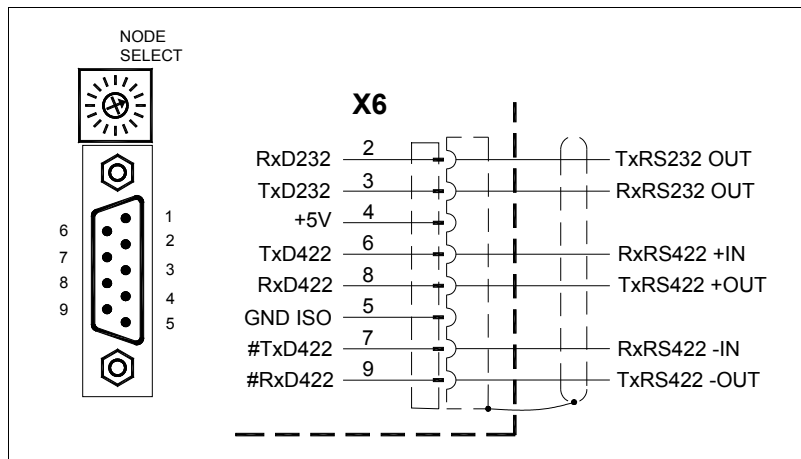 NODE
SELECT
X6
1
2
3
4
5
6
7
8
9
RxD232 2 TxRS232 OUT
TxD232 3 RxRS232 OUT
+5V 4
TxD422 6 RxRS422 +IN
RxD422 8 TxRS422 +OUT
GND ISO 5
#TxD422 7 RxRS422 -IN
#RxD422 9 TxRS422 -OUT